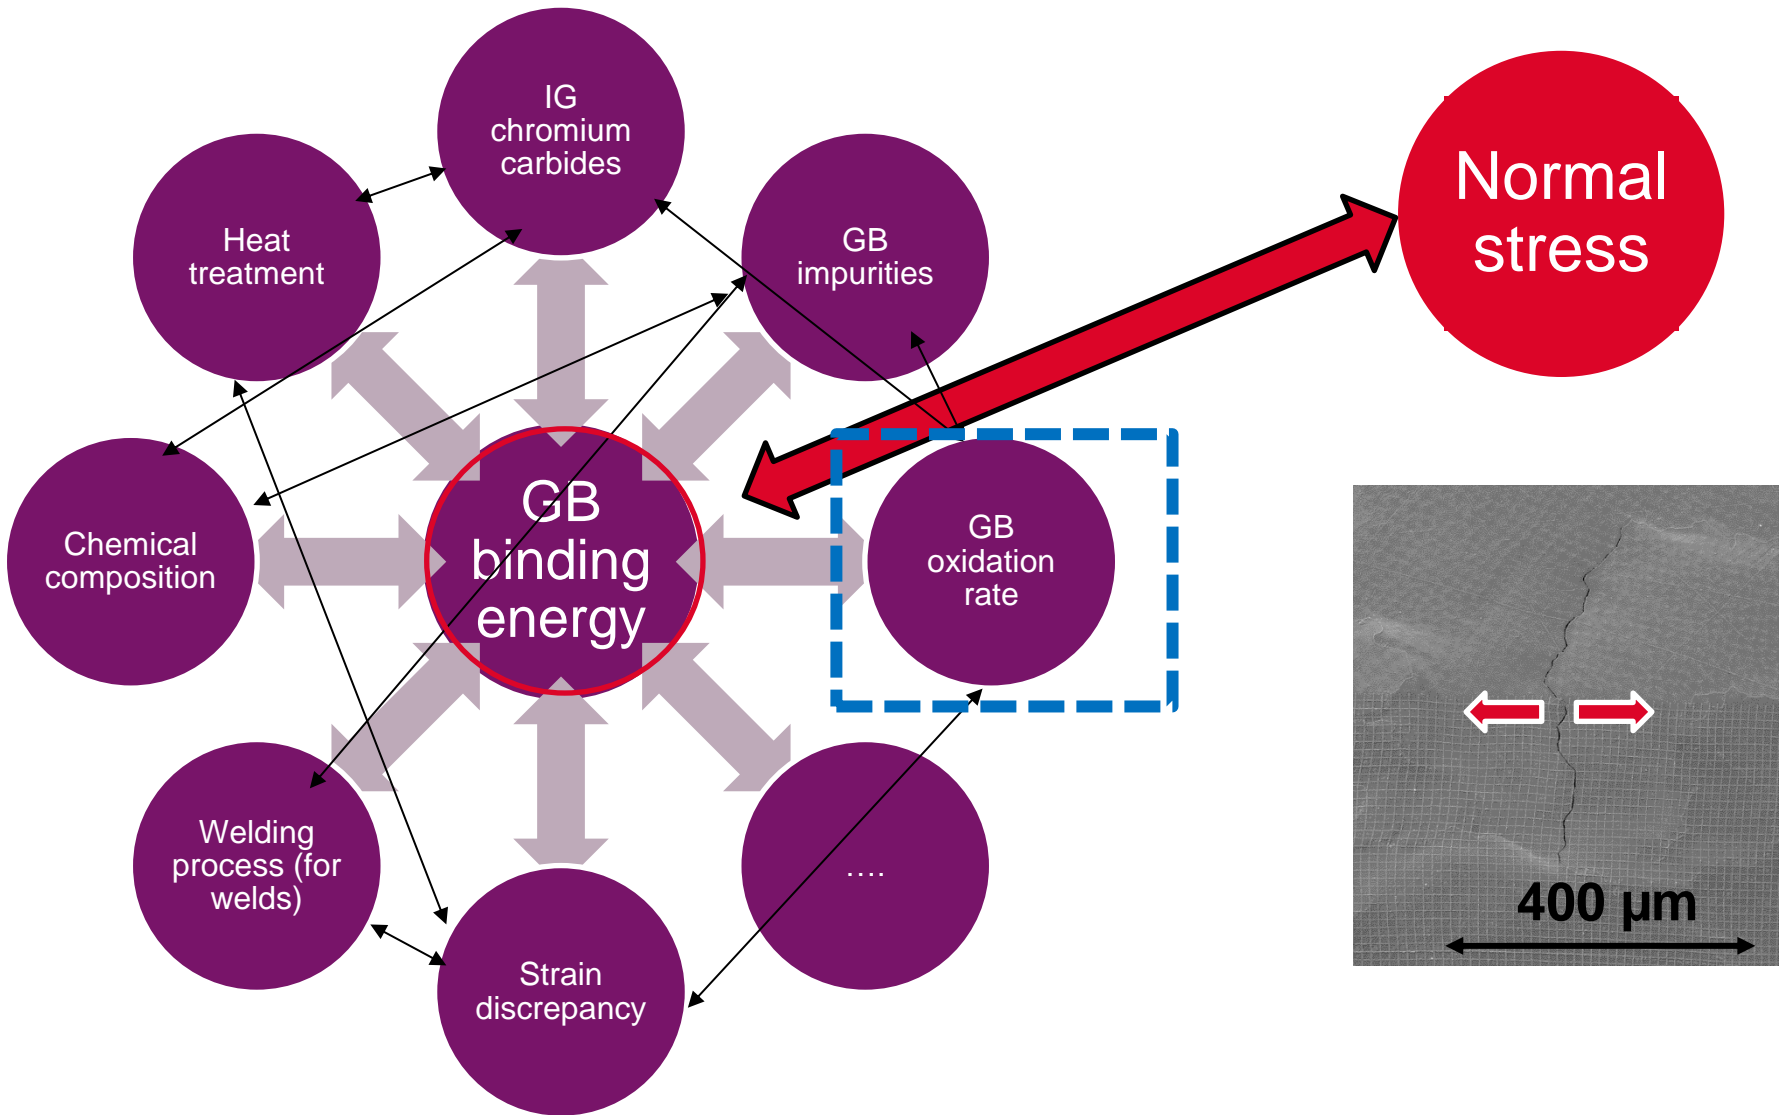 IG
chromium
carbides
Heat
treatment
GB
impurities
Normal
stress
Chemical
composition
GB
binding
energy
GB
oxidation
rate
Welding
process (for
welds)
Strain
discrepancy
....
400 µm